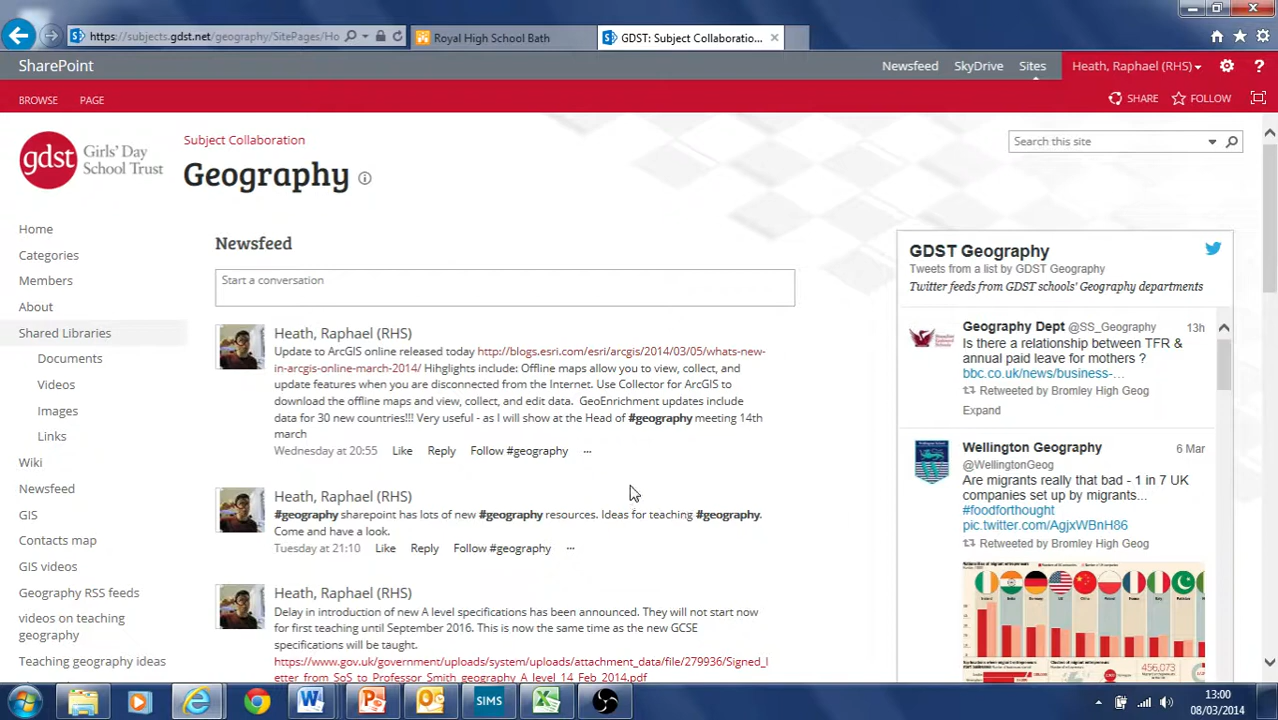 https://subjects.gdst.net/geography/SitePages/Ho
Royal High School Bath
GDST: Subject Collaboratio...
SharePoint
Newsfeed
SkyDrive
Sites
Heath, Raphael (RHS)
?
BROWSE
PAGE
SHARE
FOLLOW
gdst
Girls' Day
School Trust
Subject Collaboration
Geography
Search this site
Home
Categories
Members
About
Shared Libraries
Documents
Videos
Images
Links
Wiki
Newsfeed
GIS
Contacts map
GIS videos
Geography RSS feeds
videos on teaching
geography
Teaching geography ideas
Newsfeed
Start a conversation
Heath, Raphael (RHS)
Update to ArcGIS online released today http://blogs.esri.com/esri/arcgis/2014/03/05/whats-new-
in-arcgis-online-march-2014/ Hihglights include: Offline maps allow you to view, collect, and
update features when you are disconnected from the Internet. Use Collector for ArcGIS to
download the offline maps and view, collect, and edit data. GeoEnrichment updates include
data for 30 new countries!!! Very useful - as I will show at the Head of #geography meeting 14th
march
Wednesday at 20:55 Like Reply Follow #geography ...
Heath, Raphael (RHS)
#geography sharepoint has lots of new #geography resources. Ideas for teaching #geography.
Come and have a look.
Tuesday at 21:10 Like Reply Follow #geography ...
Heath, Raphael (RHS)
Delay in introduction of new A level spefications has been announced. They will not start now
for first teaching until September 2016. This is now the same time as the new GCSE
specifications will be taught.
https://www.gov.uk/government/uploads/system/uploads/attachment_data/file/279936/Signed_l
etter_from_SoS_to_Professor_Smith_geography_A_level_14_Feb_2014.pdf
GDST Geography
Tweets from a list by GDST Geography
Twitter feeds from GDST schools' Geography departments
Geography Dept @SS_Geography 13h
Is there a relationship between TFR &
annual paid leave for mothers ?
bbc.co.uk/news/business-...
Retweeted by Bromley High Geog
Expand
Wellington Geography 6 Mar
@WellingtonGeog
Are migrants really that bad - 1 in 7 UK
companies set up by migrants...
#foodforthought
pic.twitter.com/AgjxWBnH86
Retweeted by Bromley High Geog
456,073
SIMS
13:00
08/03/2014